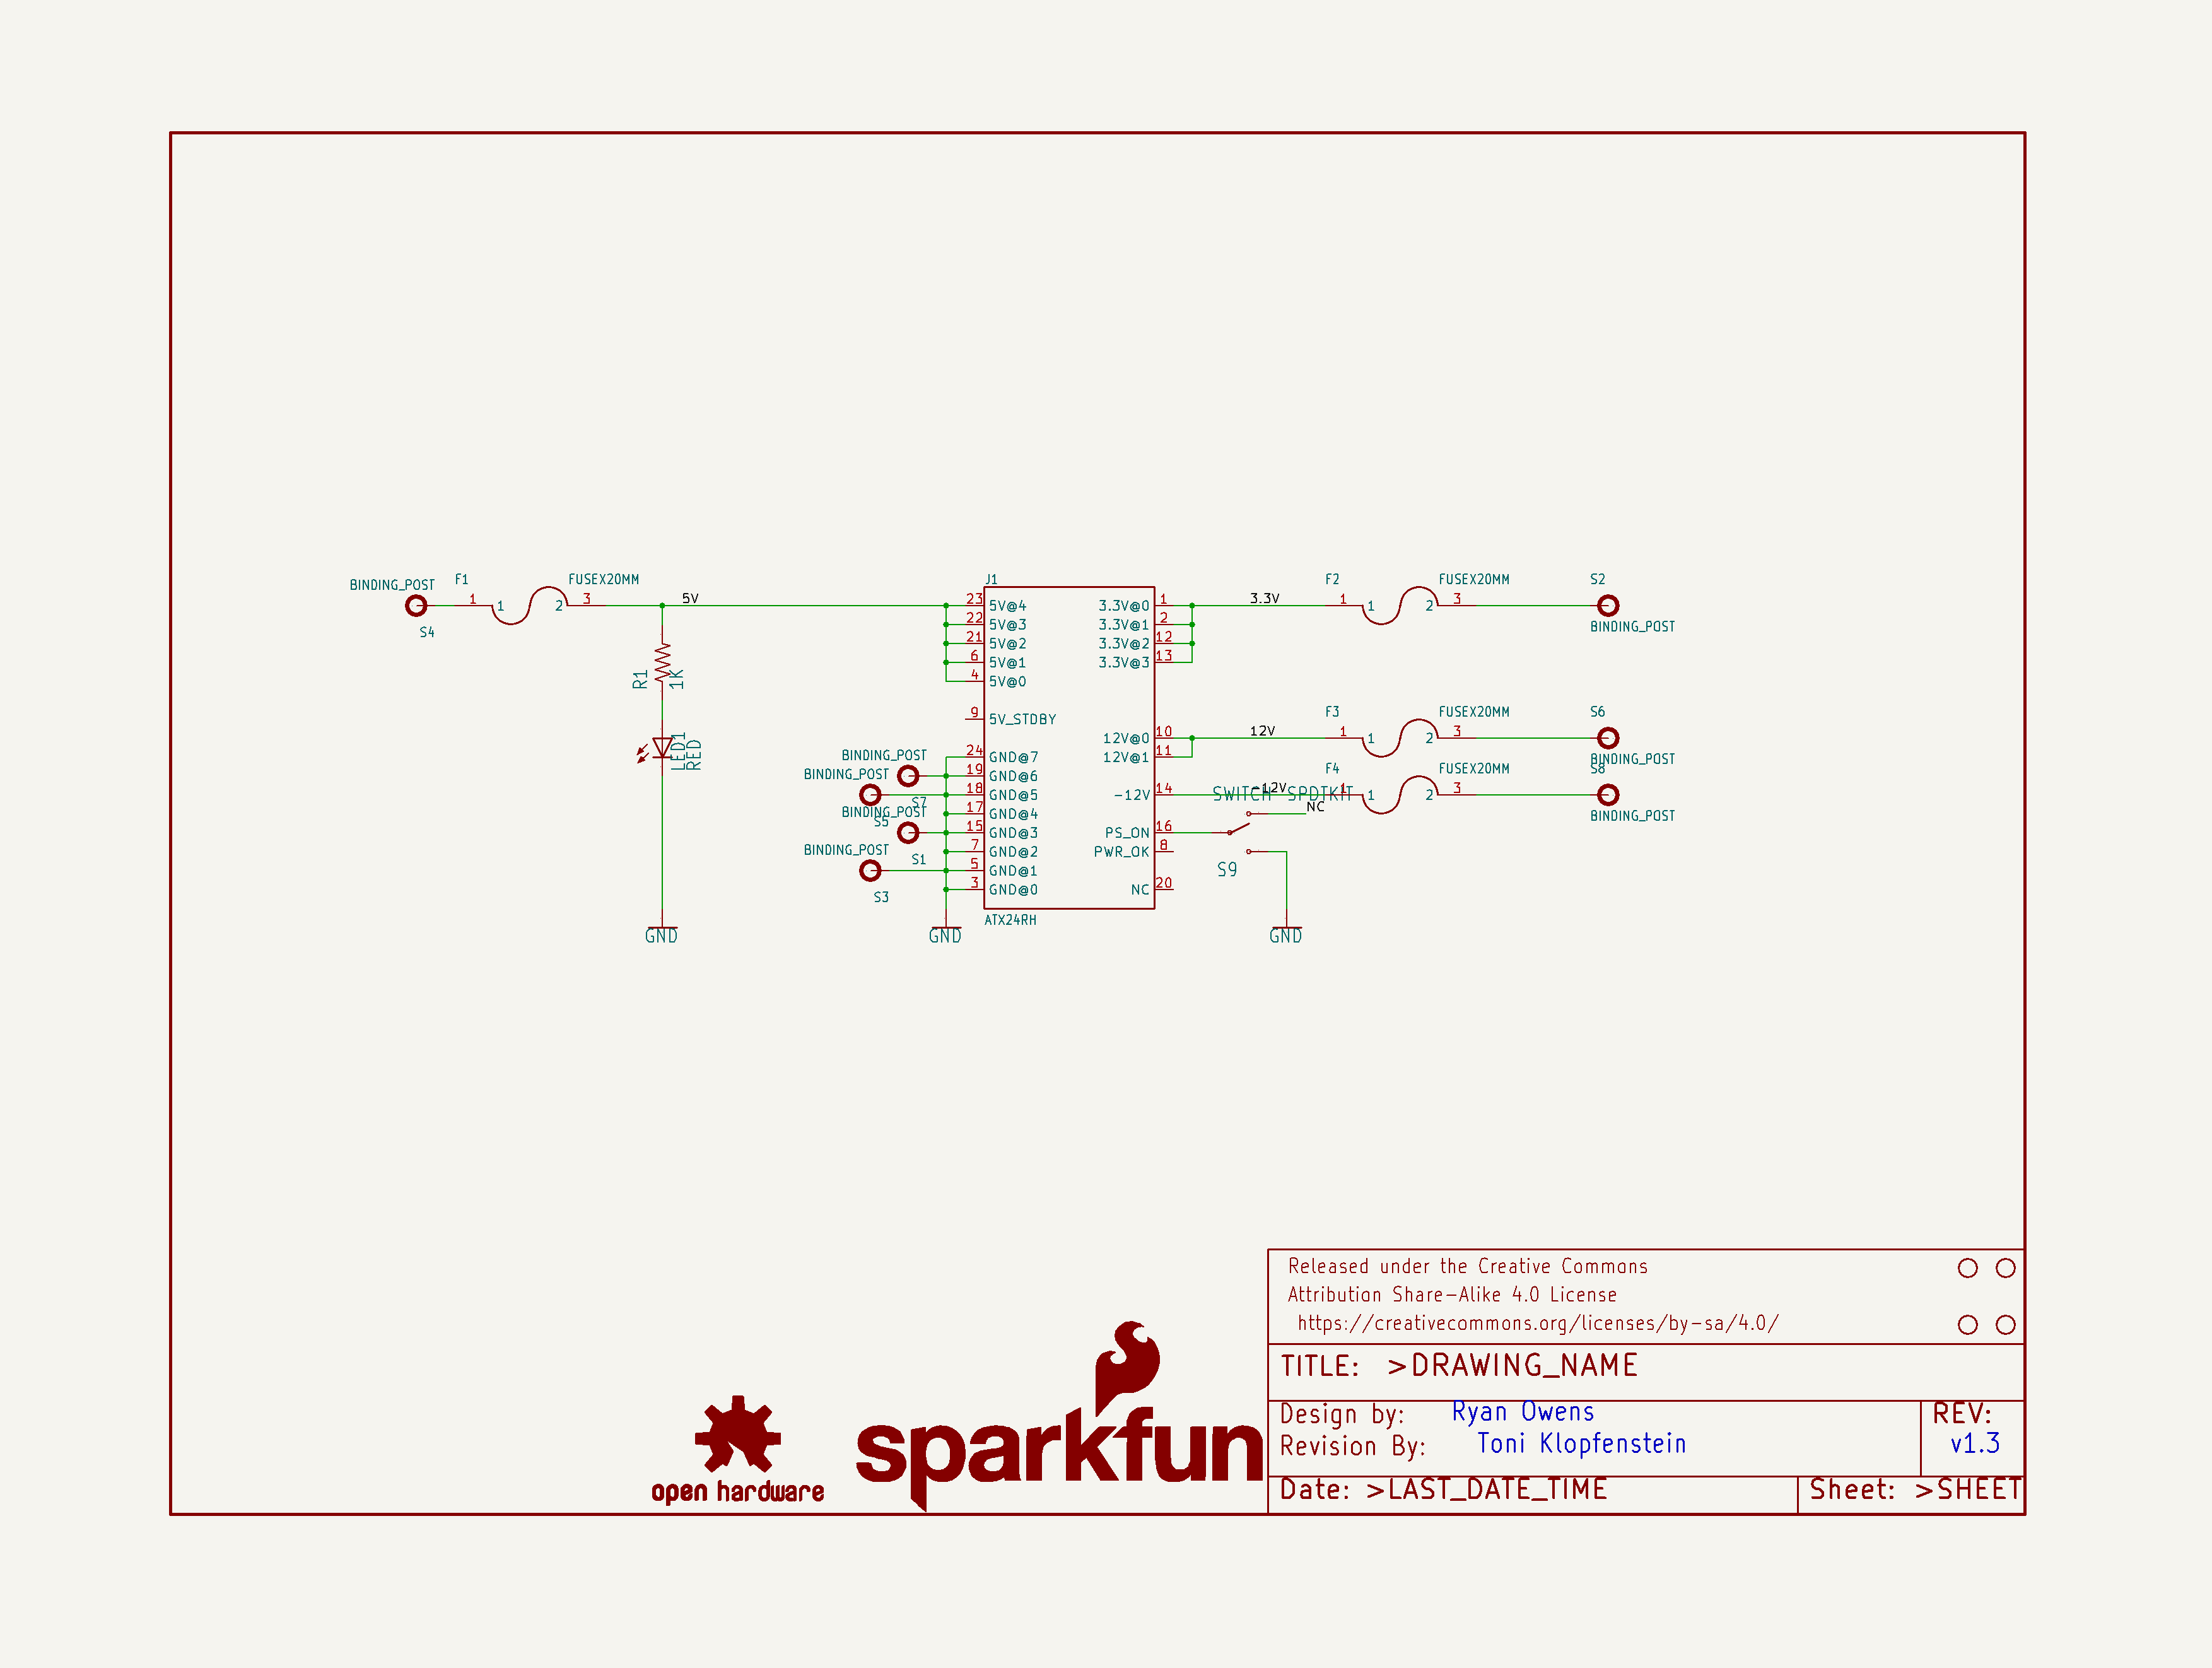 BINDING_POST
S4
F1
FUSEX20MM
1
1
2
3
5V
R1
1K
LED1
RED
GND
J1
23 5V@4
22 5V@3
21 5V@2
6 5V@1
4 5V@0
9 5V_STDBY
24 GND@7
19 GND@6
18 GND@5
17 GND@4
15 GND@3
7 GND@2
5 GND@1
3 GND@0
3.3V@0 1
3.3V@1 2
3.3V@2 12
3.3V@3 13
12V@0 10
12V@1 11
-12V 14
PS_ON 16
PWR_OK 8
NC 20
ATX24RH
BINDING_POST
S7
BINDING_POST
S5
BINDING_POST
S1
BINDING_POST
S3
GND
3.3V
F2
FUSEX20MM
1
1
2
3
S2
BINDING_POST
12V
F3
FUSEX20MM
1
1
2
3
S6
BINDING_POST
-12V
F4
FUSEX20MM
1
1
2
3
S8
BINDING_POST
SWITCH-SPDTKIT
NC
S9
GND
Released under the Creative Commons
Attribution Share-Alike 4.0 License
https://creativecommons.org/licenses/by-sa/4.0/
TITLE: >DRAWING_NAME
Design by: Ryan Owens
Revision By: Toni Klopfenstein
REV:
v1.3
Date: >LAST_DATE_TIME
Sheet: >SHEET
open hardware
sparkfun